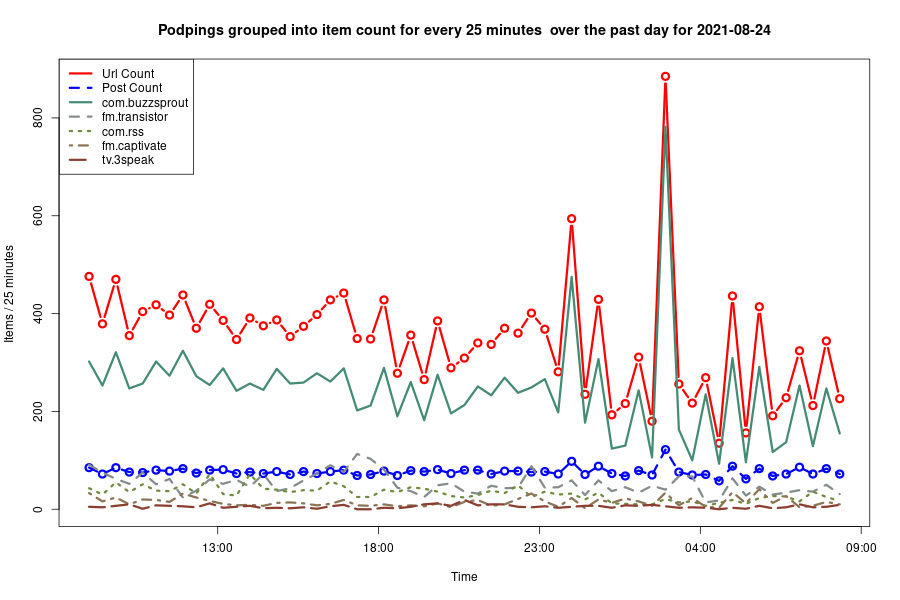 Podpings grouped into item count for every 25 minutes  over the past day for 2021-08-24
Url Count
Post Count
com.buzzsprout
fm.transistor
com.rss
fm.captivate
tv.3speak
Items / 25 minutes
800
600
400
200
0
13:00 18:00 23:00 04:00 09:00
Time